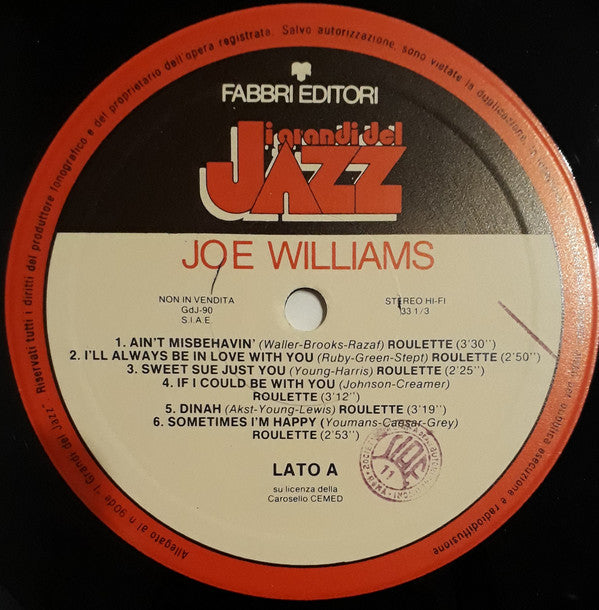 Riservati tutti i diritti del produttore fonografico e del proprietario dell'opera registrata. Salvo autorizzazione, sono vietate la duplicazione,
pubblica esecuzione e radiodiffusione
Allegato al n 90 de "I Grandi del Jazz"
FABBRI EDITORI
i grandi del
JAZZ
JOE WILLIAMS
NON IN VENDITA
GdJ-90
S.I.A.E.
STEREO HI-FI
33 1/3
1. AIN'T MISBEHAVIN' (Waller-Brooks-Razaf) ROULETTE (3'30'')
2. I'LL ALWAYS BE IN LOVE WITH YOU (Ruby-Green-Stept) ROULETTE (2'50'')
3. SWEET SUE JUST YOU (Young-Harris) ROULETTE (2'25'')
4. IF I COULD BE WITH YOU (Johnson-Creamer)
ROULETTE (3'12'')
5. DINAH (Akst-Young-Lewis) ROULETTE (3'19'')
6. SOMETIMES I'M HAPPY (Youmans-Caesar-Grey)
ROULETTE (2'53'')
LATO A
su licenza della
Carosello CEMED
SIAE
11